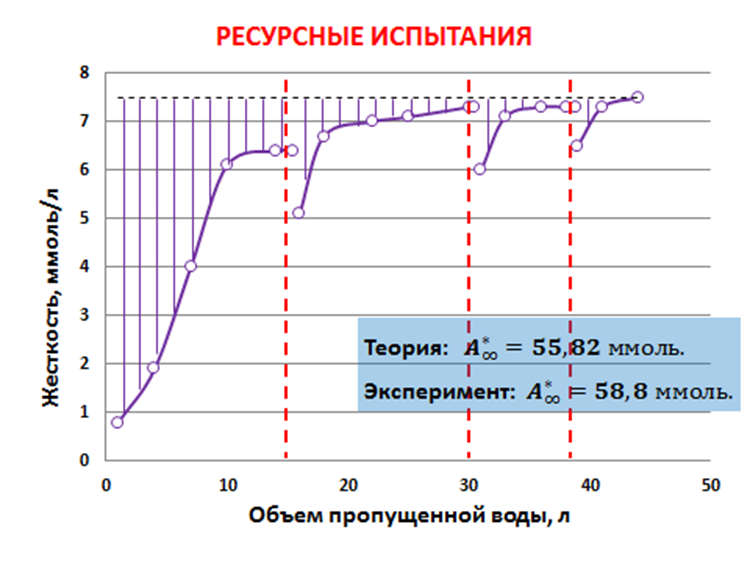 РЕСУРСНЫЕ ИСПЫТАНИЯ
8
7
6
5
4
3
2
1
0
Жесткость, ммоль/л
Теория: A*∞ = 55,82 ммоль.
Эксперимент: A*∞ = 58,8 ммоль.
0 10 20 30 40 50
Объем пропущенной воды, л